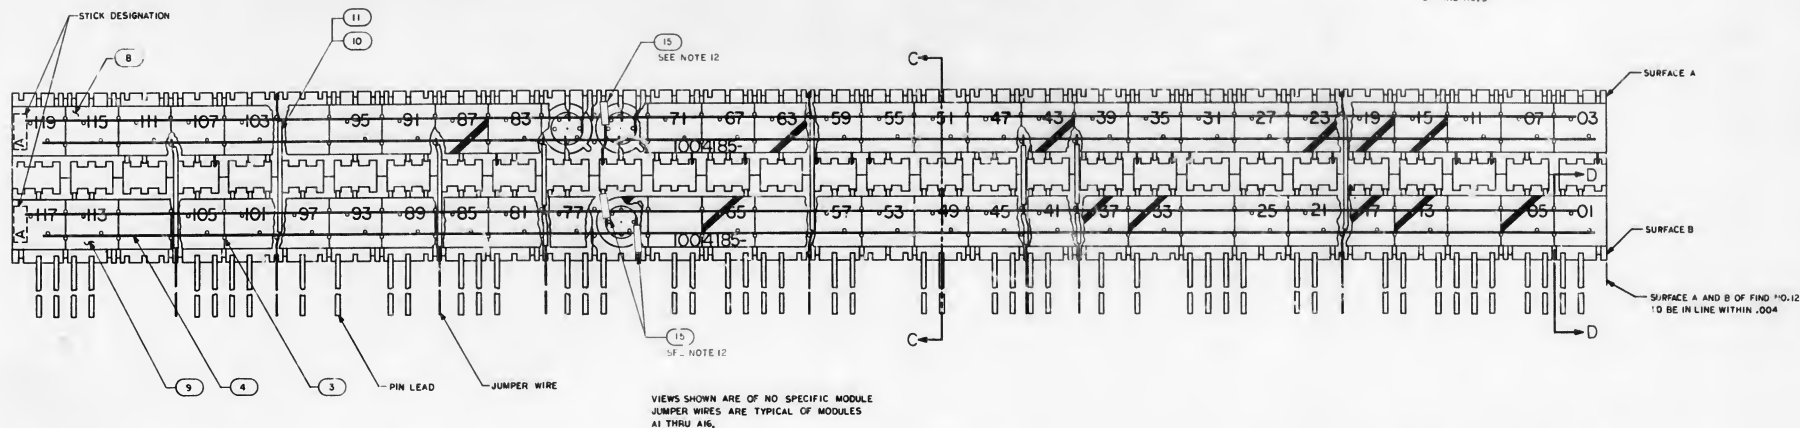 STICK DESIGNATION
11
10
8
15
SEE NOTE 12
C
SURFACE A
119 115 111 107 103 95 91 87 83 71 67 63 59 55 51 47 43 39 35 31 27 23 19 15 11 07 03
A
1004185-
D
117 113 105 101 97 93 89 85 81 77 65 57 53 49 45 41 37 33 25 21 17 13 05 01
A
1004185-
SURFACE B
SURFACE A AND B OF FIND NO.12
TO BE IN LINE WITHIN .004
D
C
15
NOTE 12
9
4
3
PIN LEAD
JUMPER WIRE
VIEWS SHOWN ARE OF NO SPECIFIC MODULE
JUMPER WIRES ARE TYPICAL OF MODULES
A1 THRU A16.